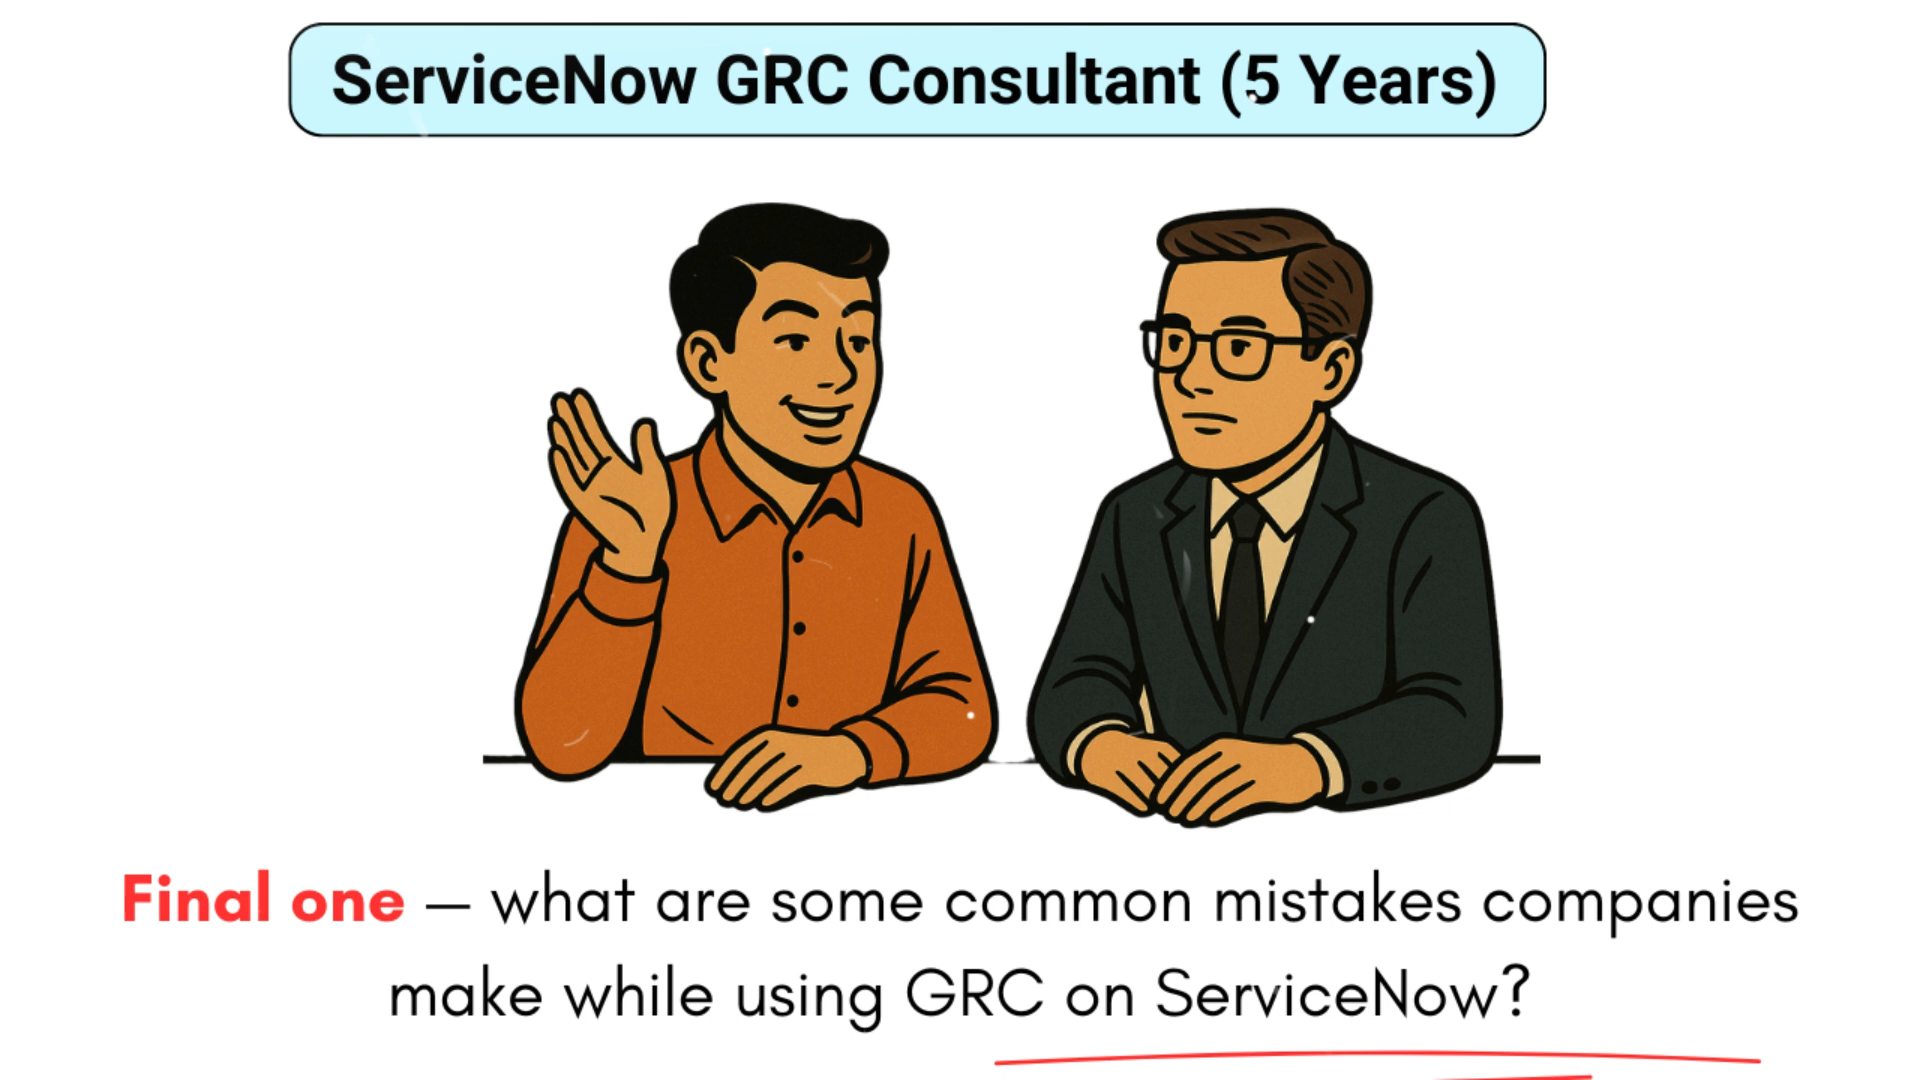 ServiceNow GRC Consultant (5 Years)
Final one — what are some common mistakes companies
make while using GRC on ServiceNow?